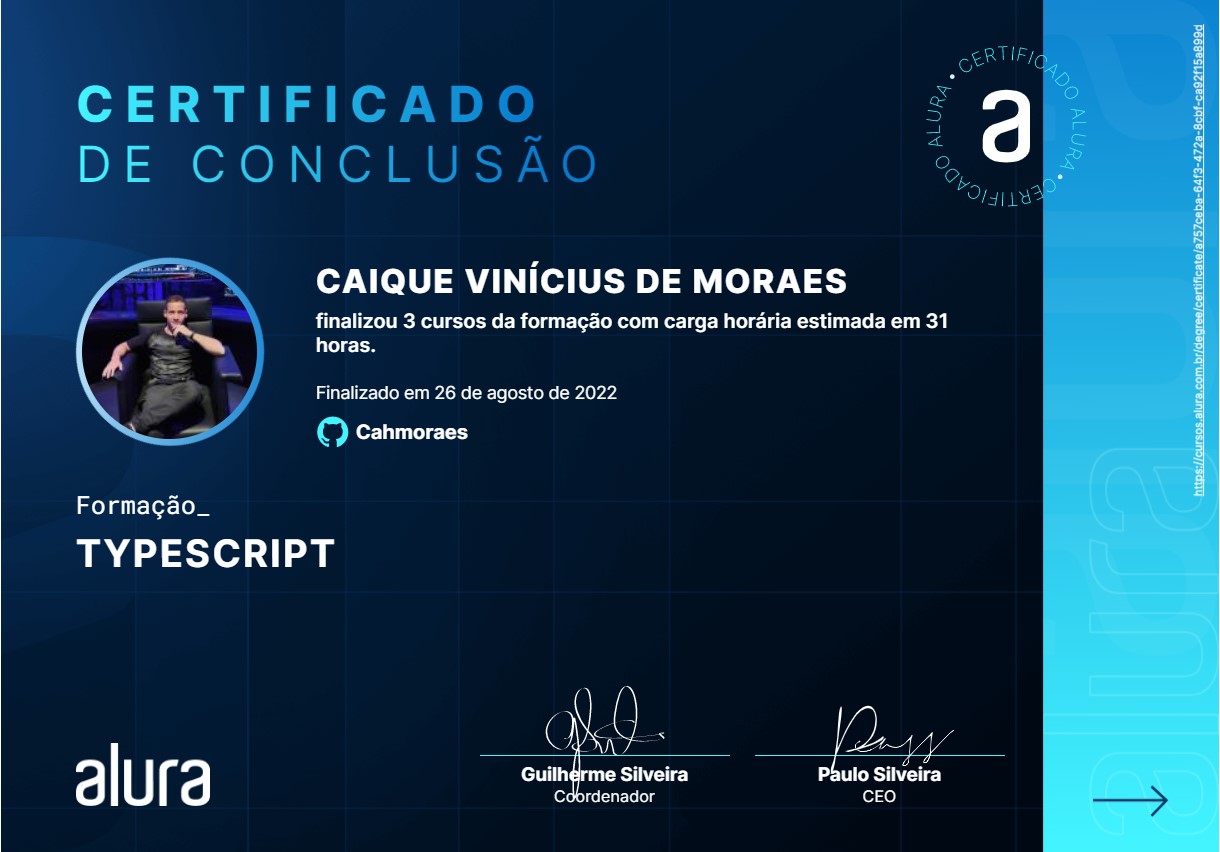 CERTIFICADO
DE CONCLUSÃO
CERTIFICADO ALURA • CERTIFICADO ALURA •
a
CAIQUE VINÍCIUS DE MORAES
finalizou 3 cursos da formação com carga horária estimada em 31
horas.
Finalizado em 26 de agosto de 2022
Cahmoraes
Formação_
TYPESCRIPT
alura
Guilherme Silveira
Coordenador
Paulo Silveira
CEO
https://cursos.alura.com.br/degree/certificate/a757ceba-64f3-472a-8cbf-ca92f15a899d
alura